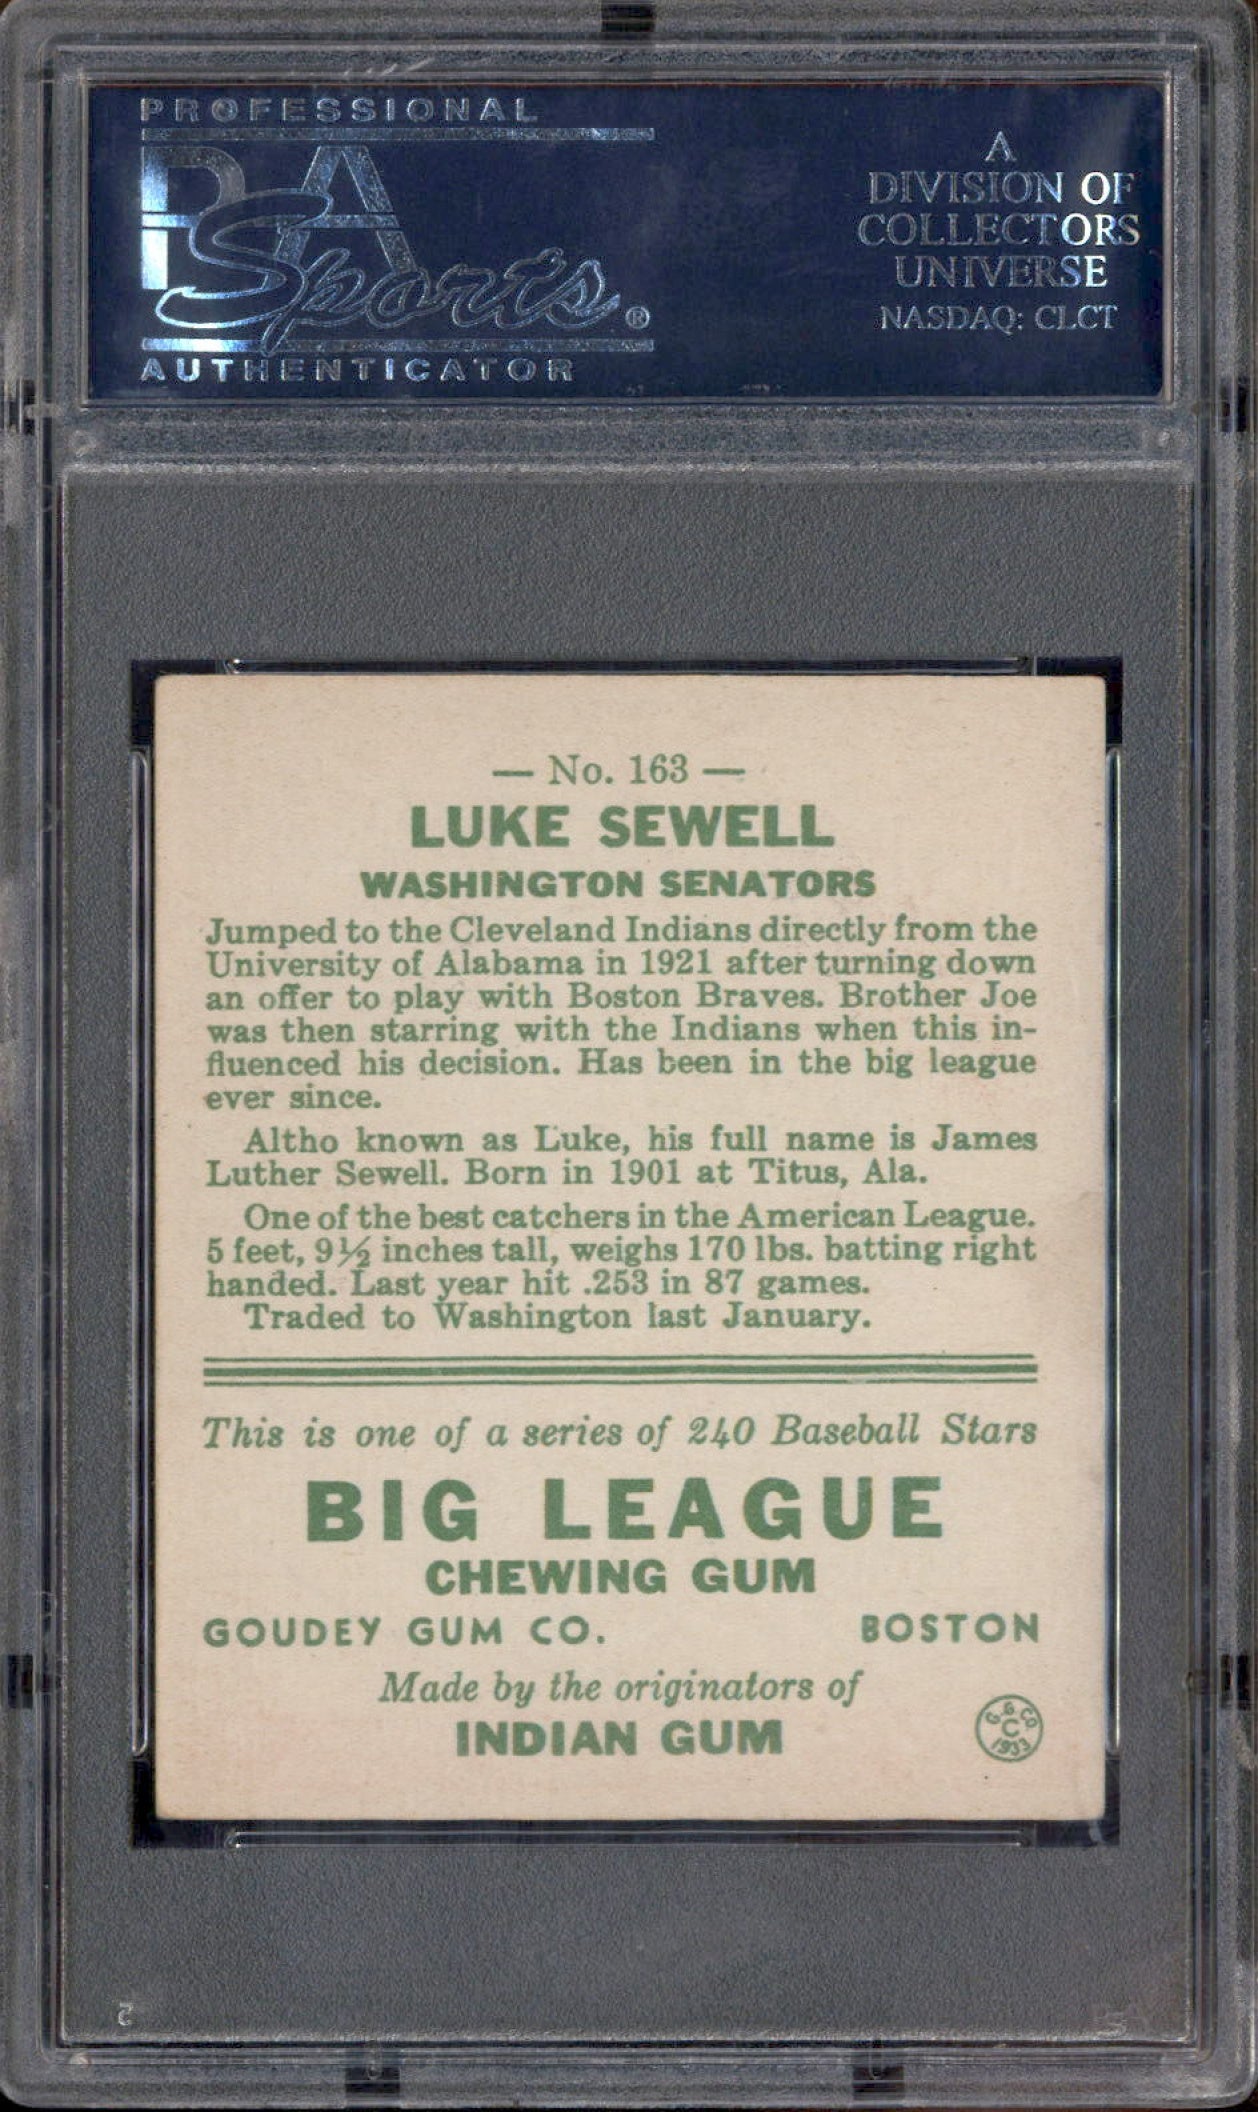 PROFESSIONAL
PSA
Sports®
AUTHENTICATOR
A
DIVISION OF
COLLECTORS
UNIVERSE
NASDAQ: CLCT
— No. 163 —
LUKE SEWELL
WASHINGTON SENATORS
Jumped to the Cleveland Indians directly from the
University of Alabama in 1921 after turning down
an offer to play with Boston Braves. Brother Joe
was then starring with the Indians when this in-
fluenced his decision. Has been in the big league
ever since.
Altho known as Luke, his full name is James
Luther Sewell. Born in 1901 at Titus, Ala.
One of the best catchers in the American League.
5 feet, 9½ inches tall, weighs 170 lbs. batting right
handed. Last year hit .253 in 87 games.
Traded to Washington last January.
This is one of a series of 240 Baseball Stars
BIG LEAGUE
CHEWING GUM
GOUDEY GUM CO. BOSTON
Made by the originators of
INDIAN GUM
G. G. CO.
C
1933